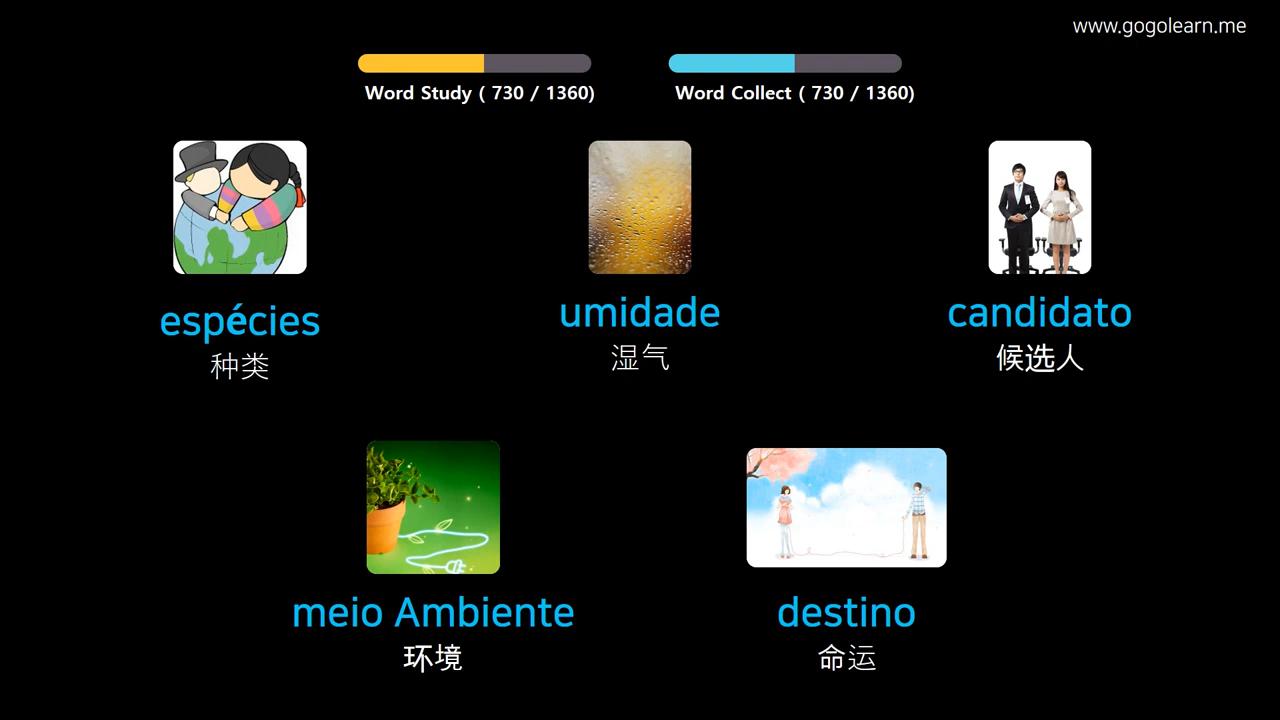 www.gogolearn.me
Word Study ( 730 / 1360)
Word Collect ( 730 / 1360)
espécies
种类
umidade
湿气
candidato
候选人
meio Ambiente
环境
destino
命运